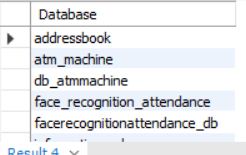 Database
addressbook
atm_machine
db_atmmachine
face_recognition_attendance
facerecognitionattendance_db
Result 4